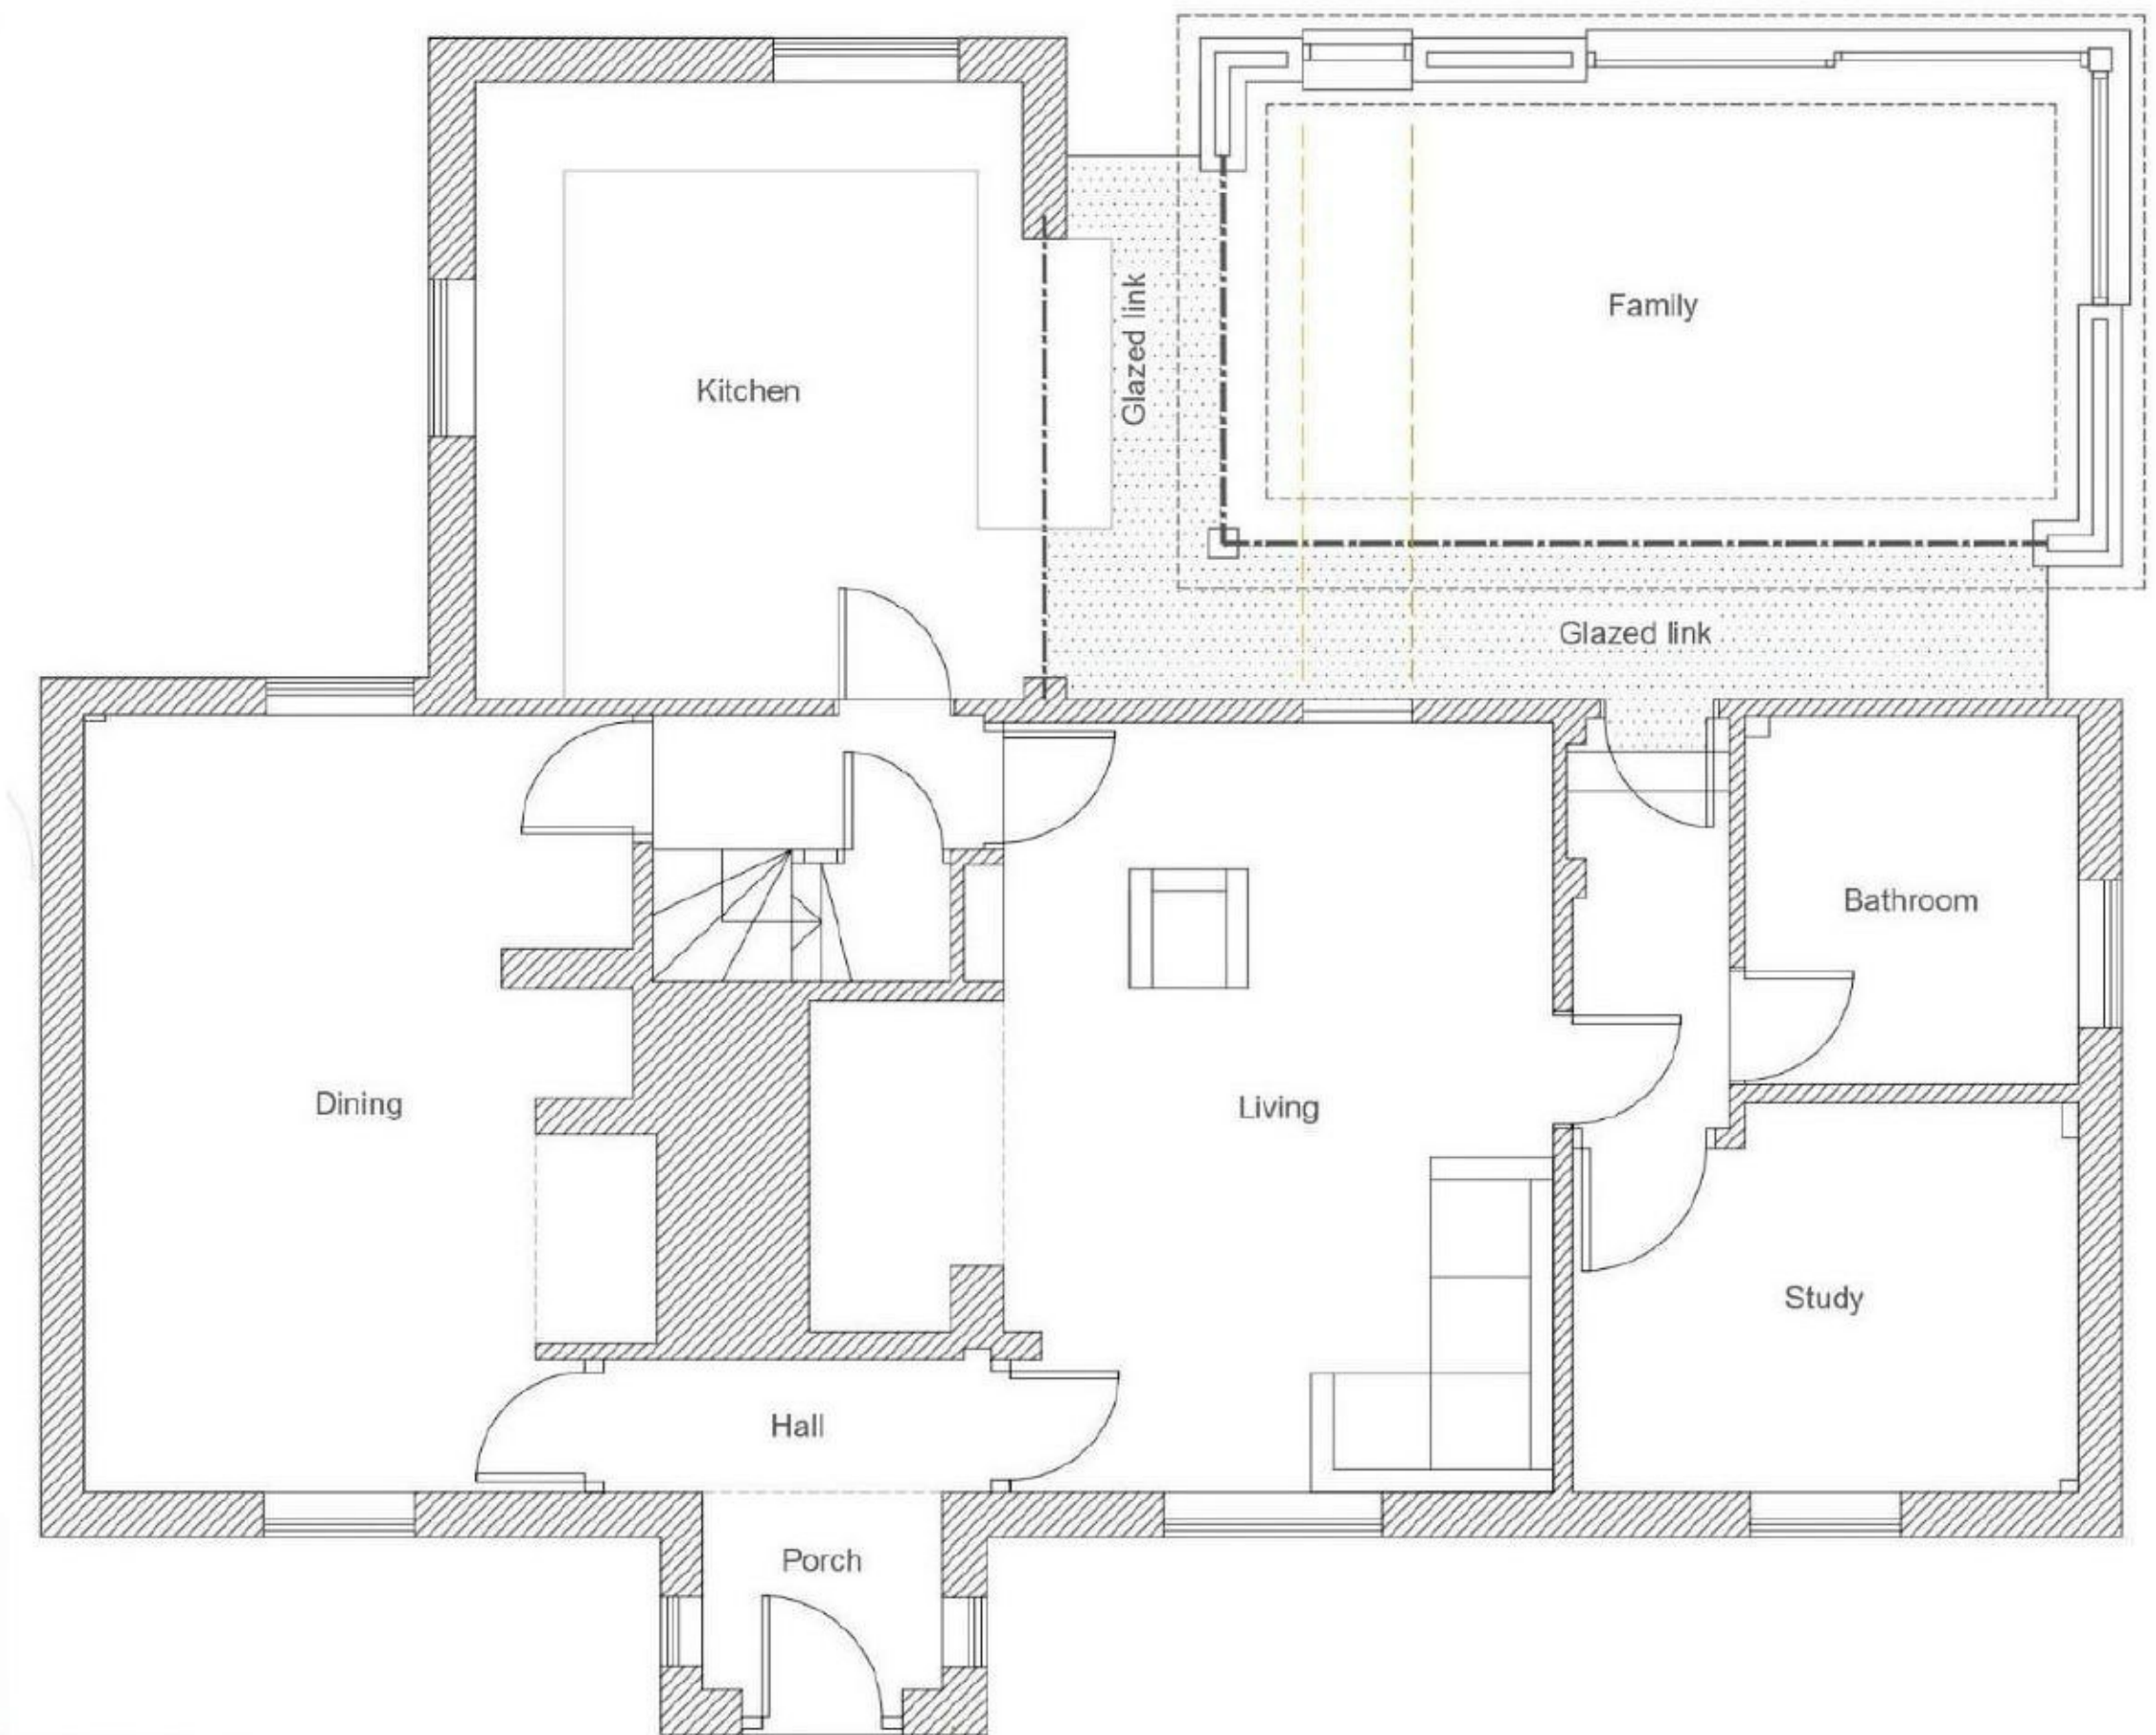 Family
Kitchen
Glazed link
Glazed link
Bathroom
Dining
Living
Study
Hall
Porch